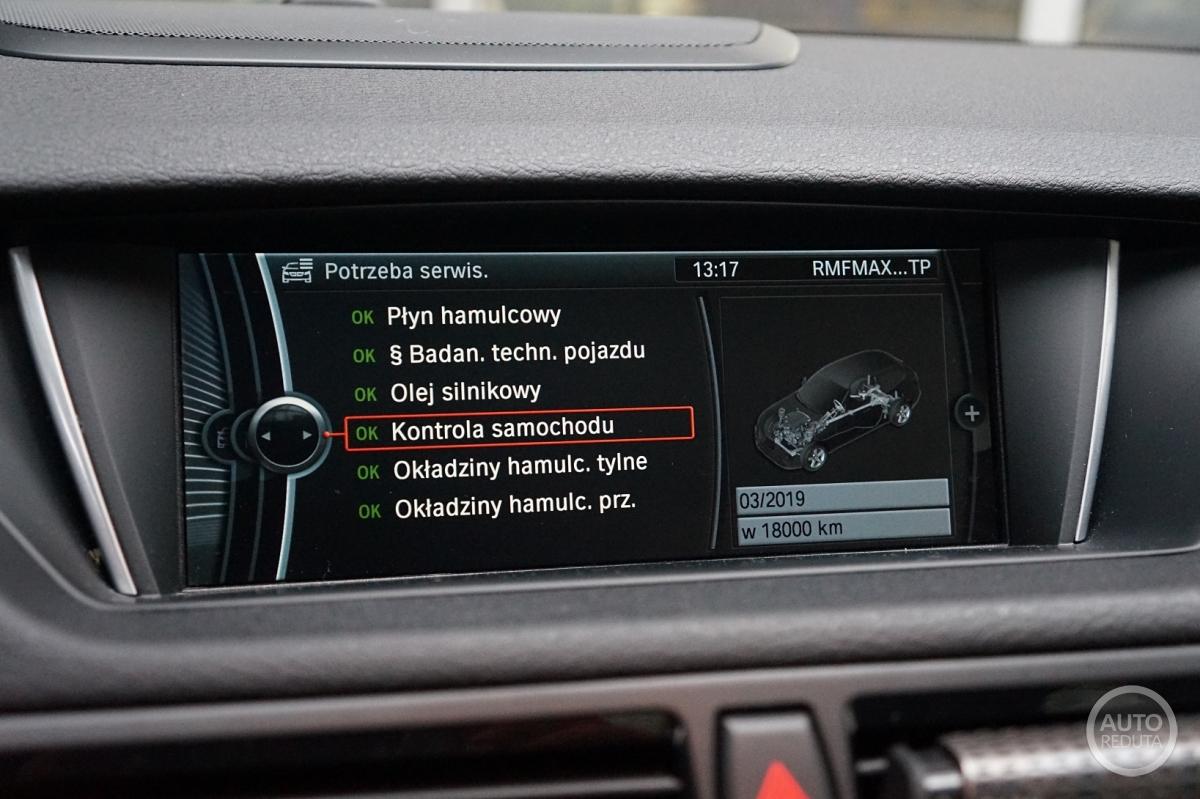 Potrzeba serwis.
13:17
RMFMAX...TP
OK Płyn hamulcowy
OK § Badan. techn. pojazdu
OK Olej silnikowy
OK Kontrola samochodu
OK Okładziny hamulc. tylne
OK Okładziny hamulc. prz.
03/2019
w 18000 km
AUTO
REDUTA